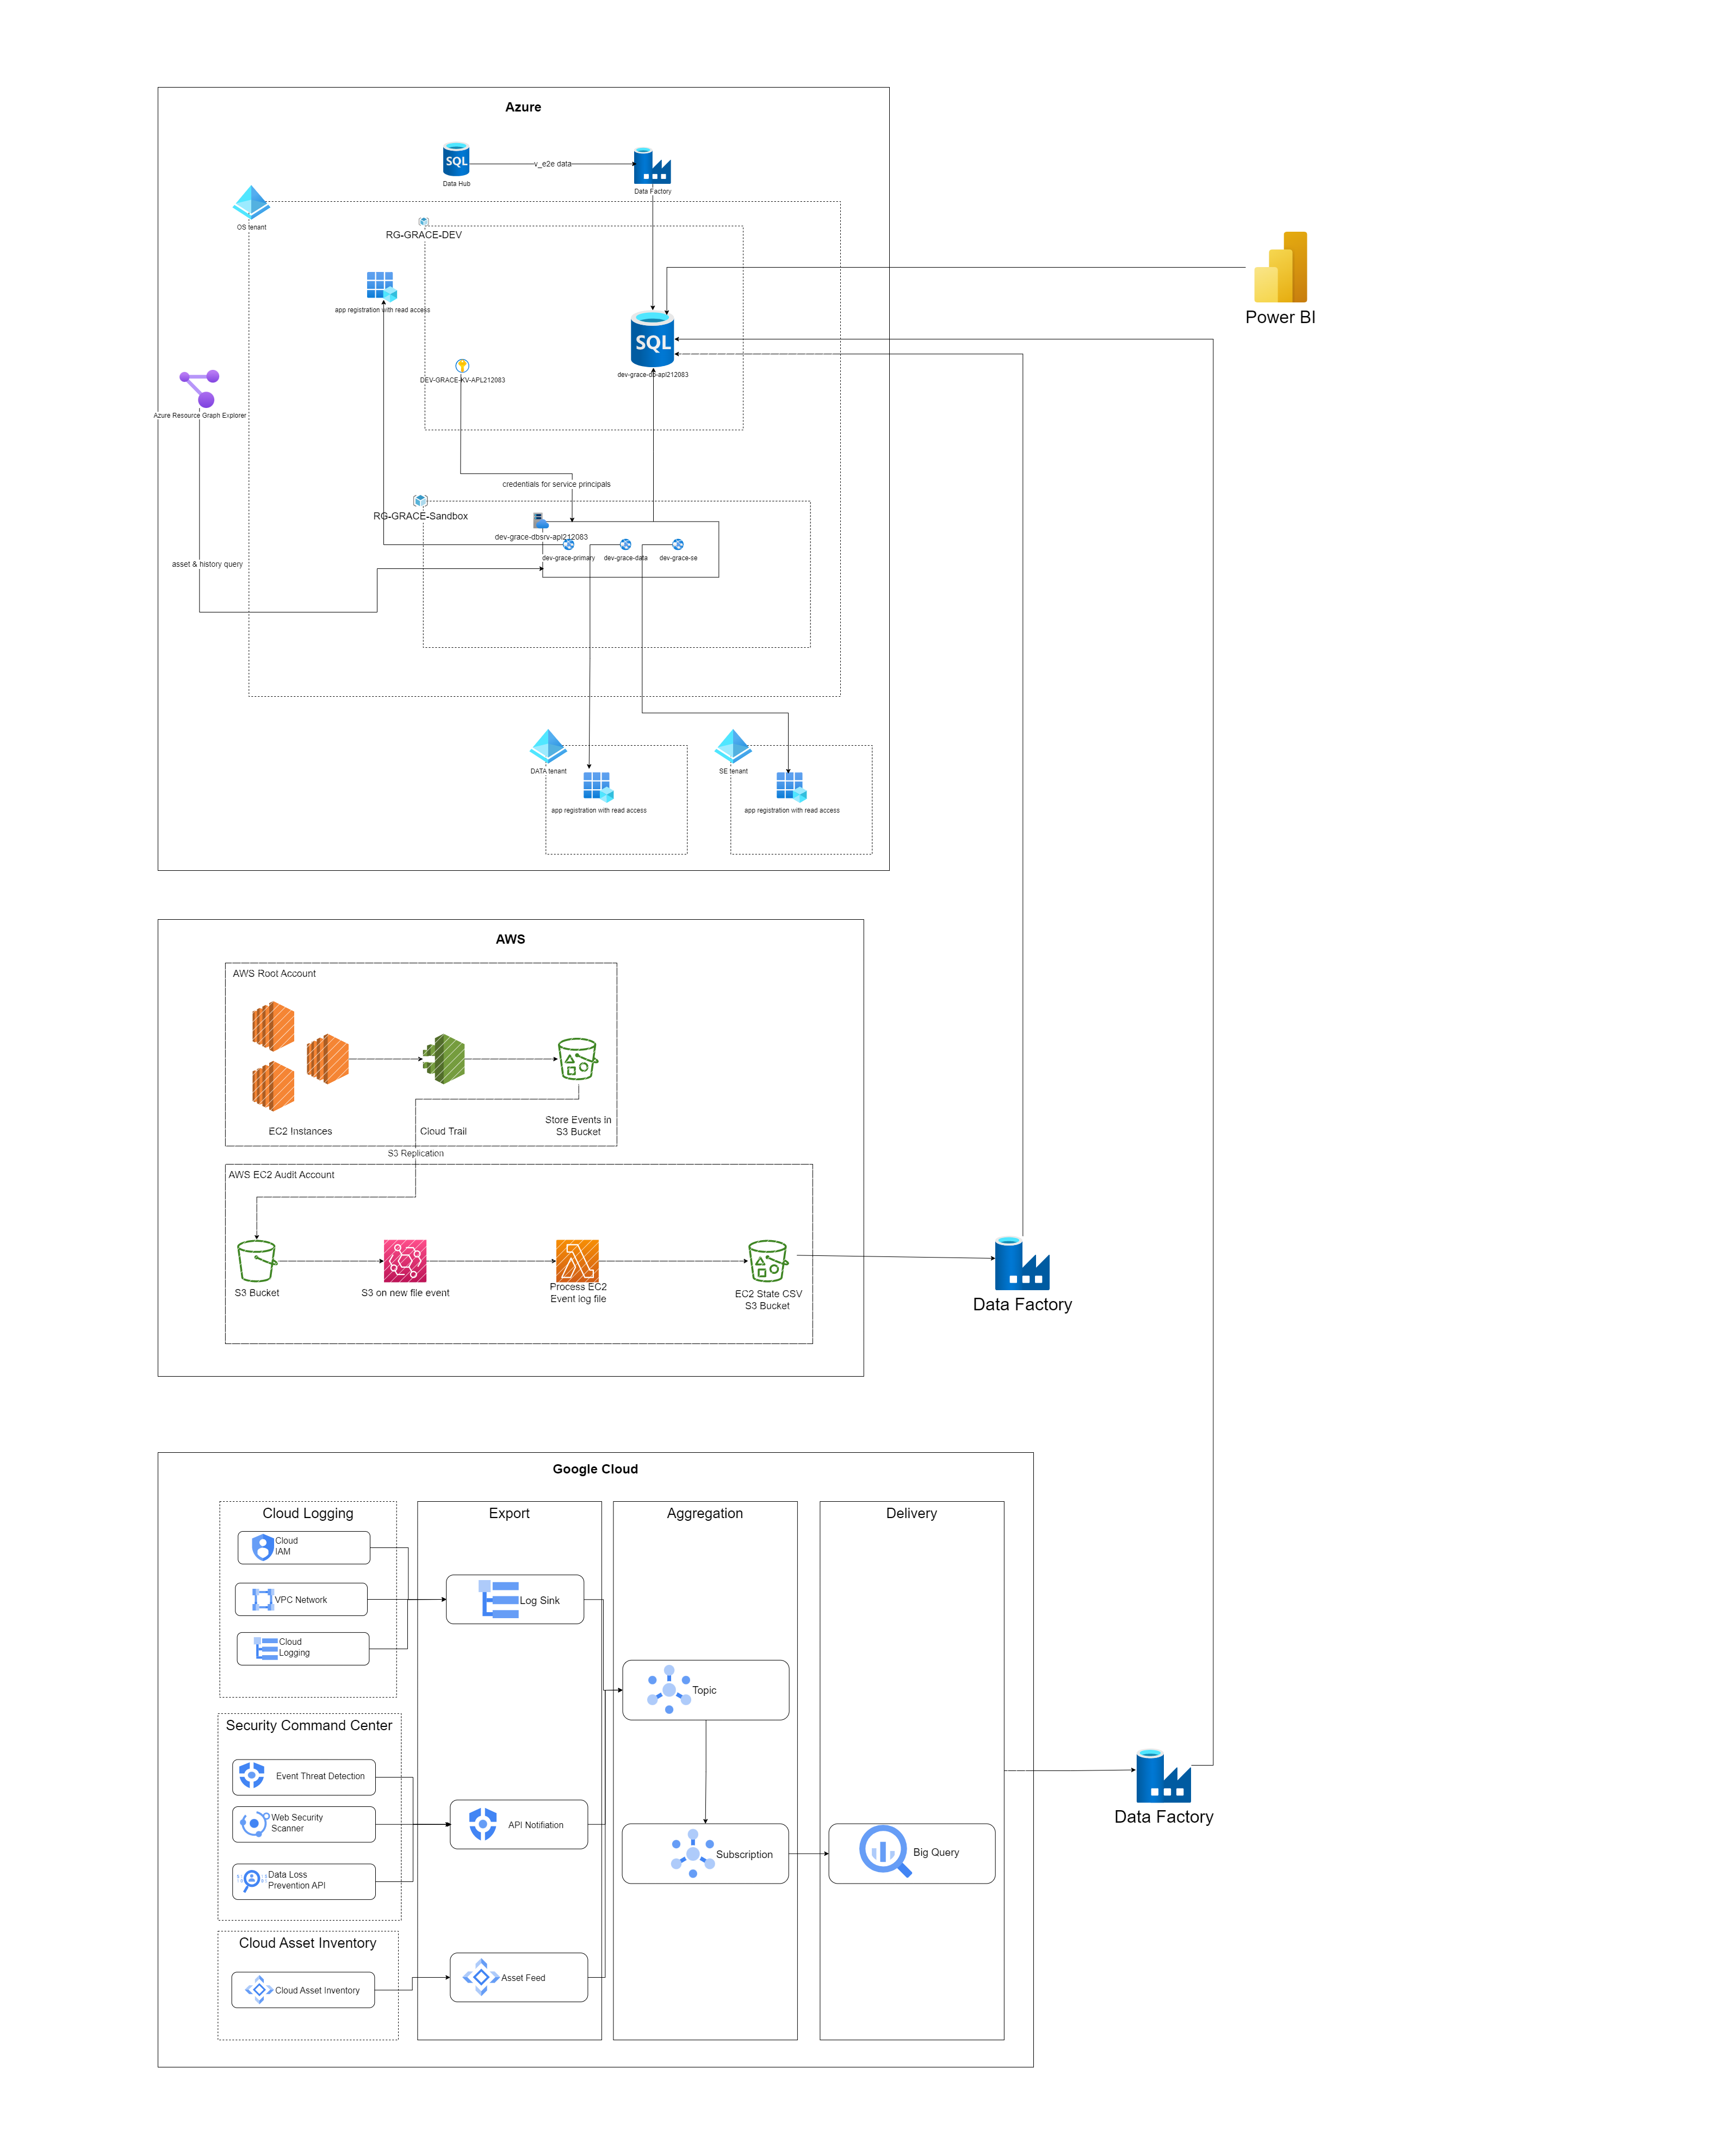 Azure
SQL
Data Hub
v_e2e data
Data Factory
OS tenant
RG-GRACE-DEV
app registration with read access
Power BI
SQL
dev-grace-db-apl212083
DEV-GRACE-KV-APL212083
Azure Resource Graph Explorer
credentials for service principals
RG-GRACE-Sandbox
dev-grace-dbsrv-apl212083
dev-grace-primary
dev-grace-data
dev-grace-se
asset & history query
DATA tenant
SE tenant
app registration with read access
app registration with read access
AWS
AWS Root Account
EC2 Instances
Cloud Trail
Store Events in
S3 Bucket
S3 Replication
AWS EC2 Audit Account
S3 Bucket
S3 on new file event
Process EC2
Event log file
EC2 State CSV
S3 Bucket
Data Factory
Google Cloud
Cloud Logging
Export
Aggregation
Delivery
Cloud
IAM
VPC Network
Log Sink
Cloud
Logging
Topic
Security Command Center
Event Threat Detection
Web Security
Scanner
API Notifiation
Data Loss
Prevention API
Subscription
Big Query
Data Factory
Cloud Asset Inventory
Cloud Asset Inventory
Asset Feed